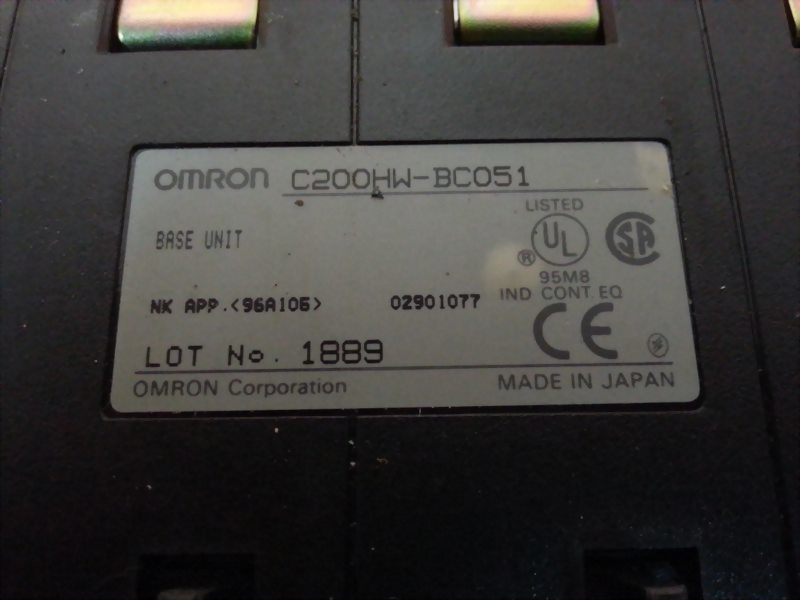 OMRON C200HW-BC051
LISTED
UL
SA
®
BASE UNIT
95M8
NK APP.<96A105> 02901077
IND CONT. EQ
CE
LOT No. 1889
OMRON Corporation
MADE IN JAPAN